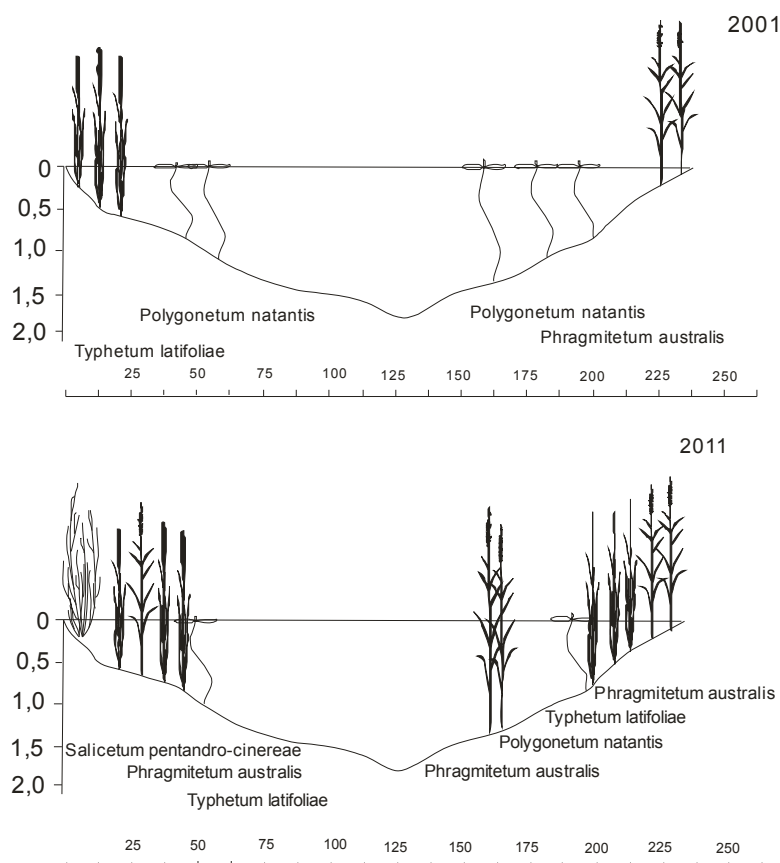 2001
0
0,5
1,0
1,5
2,0
Polygonetum natantis
Polygonetum natantis
Phragmitetum australis
Typhetum latifoliae
25 50 75 100 125 150 175 200 225 250
2011
0
0,5
1,0
1,5
2,0
Phragmitetum australis
Typhetum latifoliae
Polygonetum natantis
Salicetum pentandro-cinereae
Phragmitetum australis
Phragmitetum australis
Typhetum latifoliae
25 50 75 100 125 150 175 200 225 250